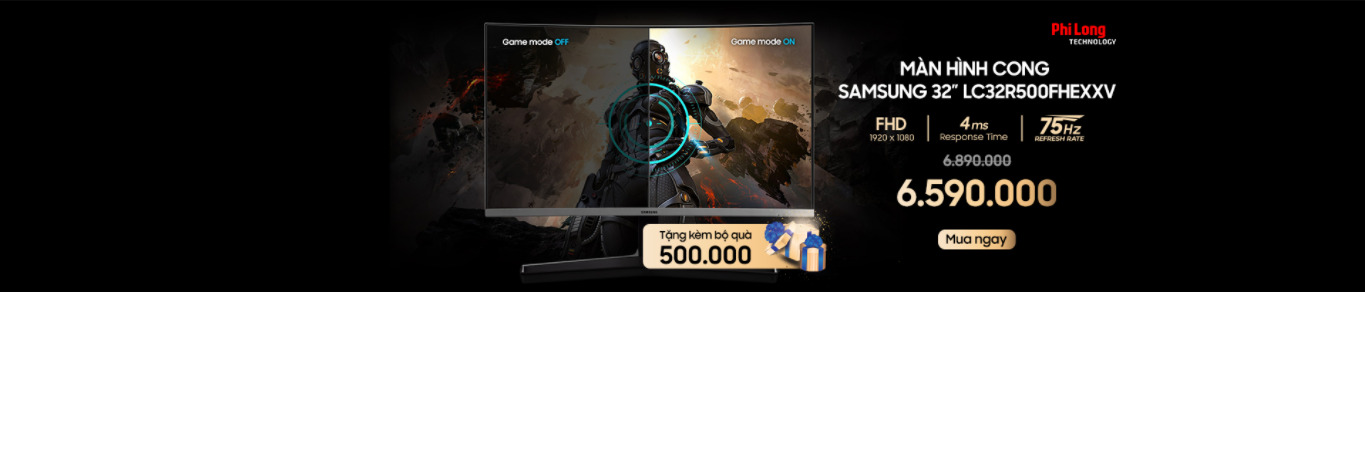 Game mode OFF
Game mode ON
Phi Long
TECHNOLOGY
MÀN HÌNH CONG
SAMSUNG 32” LC32R500FHEXXV
FHD
1920 x 1080
4ms
Response Time
75Hz
REFRESH RATE
6.890.000
6.590.000
Mua ngay
SAMSUNG
Tặng kèm bộ quà
500.000